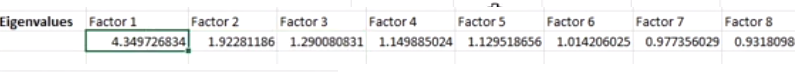 Eigenvalues Factor 1 Factor 2 Factor 3 Factor 4 Factor 5 Factor 6 Factor 7 Factor 8
4.349726834 1.92281186 1.290080831 1.149885024 1.129518656 1.014206025 0.977356029 0.9318098